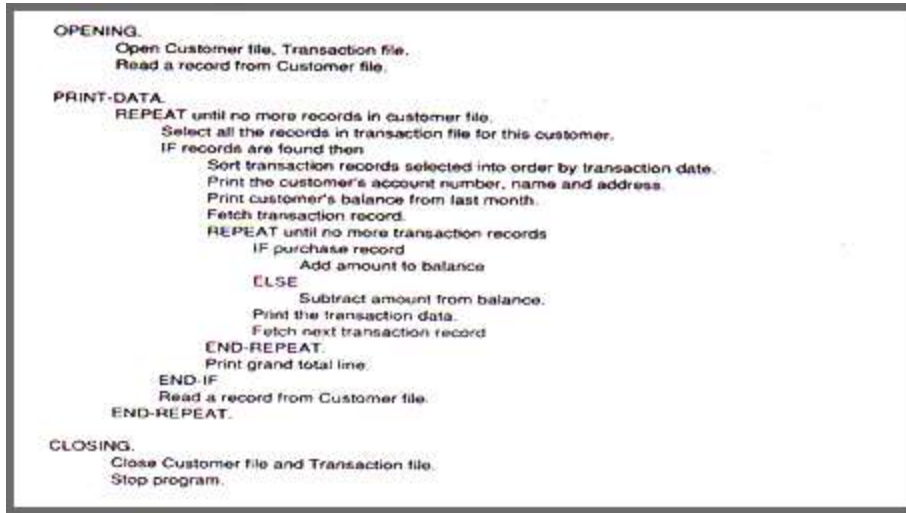 OPENING.
Open Customer file, Transaction file.
Read a record from Customer file.
PRINT-DATA.
REPEAT until no more records in customer file.
Select all the records in transaction file for this customer.
IF records are found then
Sort transaction records selected into order by transaction date.
Print the customer's account number, name and address.
Print customer's balance from last month.
Fetch transaction record.
REPEAT until no more transaction records
IF purchase record
Add amount to balance
ELSE
Subtract amount from balance.
Print the transaction data.
Fetch next transaction record
END-REPEAT.
Print grand total line.
END-IF
Read a record from Customer file.
END-REPEAT.
CLOSING.
Close Customer file and Transaction file.
Stop program.